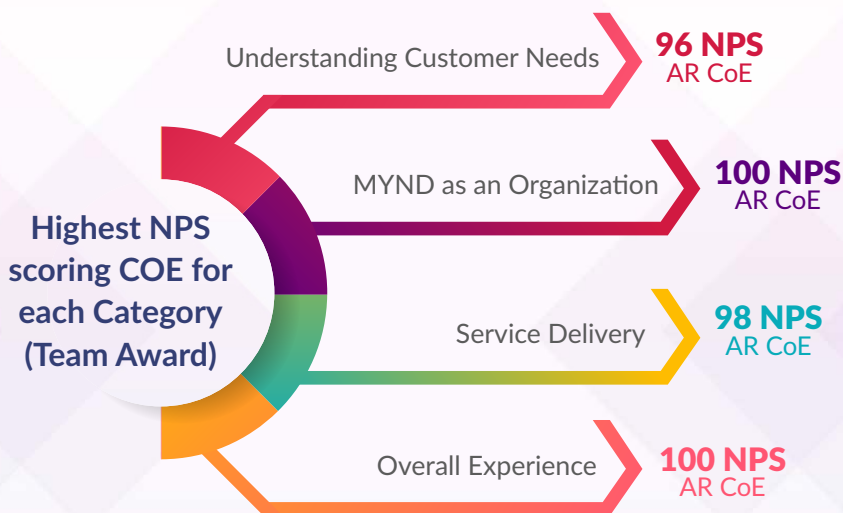 Understanding Customer Needs
96 NPS
AR CoE
MYND as an Organization
100 NPS
AR CoE
Highest NPS
scoring COE for
each Category
(Team Award)
Service Delivery
98 NPS
AR CoE
Overall Experience
100 NPS
AR CoE